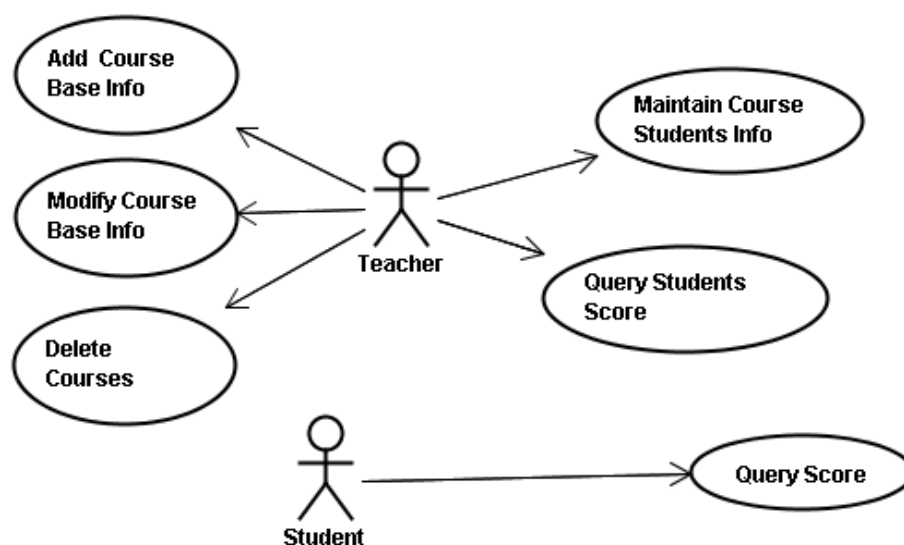 Add Course
Base Info
Maintain Course
Students Info
Modify Course
Base Info
Teacher
Query Students
Score
Delete
Courses
Query Score
Student